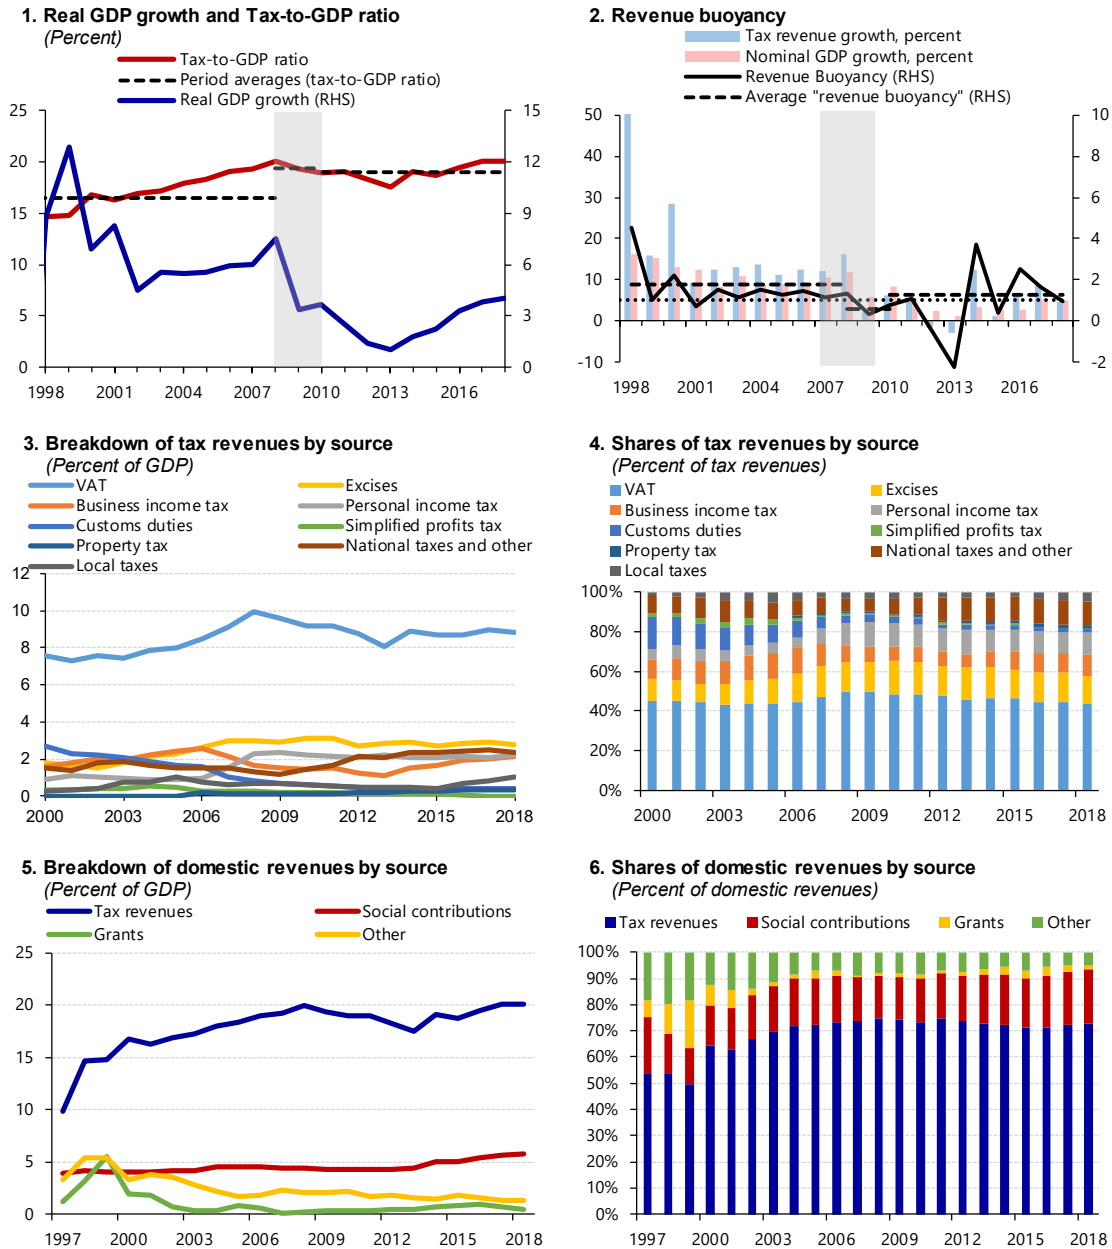 1. Real GDP growth and Tax-to-GDP ratio
(Percent)
Tax-to-GDP ratio
Period averages (tax-to-GDP ratio)
Real GDP growth (RHS)
25
20
15
10
5
0
15
12
9
6
3
0
1998 2001 2004 2007 2010 2013 2016
2. Revenue buoyancy
Tax revenue growth, percent
Nominal GDP growth, percent
Revenue Buoyancy (RHS)
Average "revenue buoyancy" (RHS)
50
40
30
20
10
0
-10
10
8
6
4
2
0
-2
1998 2001 2004 2007 2010 2013 2016
3. Breakdown of tax revenues by source
(Percent of GDP)
VAT Excises
Business income tax Personal income tax
Customs duties Simplified profits tax
Property tax National taxes and other
Local taxes
12
10
8
6
4
2
0
2000 2003 2006 2009 2012 2015 2018
4. Shares of tax revenues by source
(Percent of tax revenues)
VAT Excises
Business income tax Personal income tax
Customs duties Simplified profits tax
Property tax National taxes and other
Local taxes
100%
80%
60%
40%
20%
0%
2000 2003 2006 2009 2012 2015 2018
5. Breakdown of domestic revenues by source
(Percent of GDP)
Tax revenues Social contributions
Grants Other
25
20
15
10
5
0
1997 2000 2003 2006 2009 2012 2015 2018
6. Shares of domestic revenues by source
(Percent of domestic revenues)
Tax revenues Social contributions Grants Other
100%
90%
80%
70%
60%
50%
40%
30%
20%
10%
0%
1997 2000 2003 2006 2009 2012 2015 2018